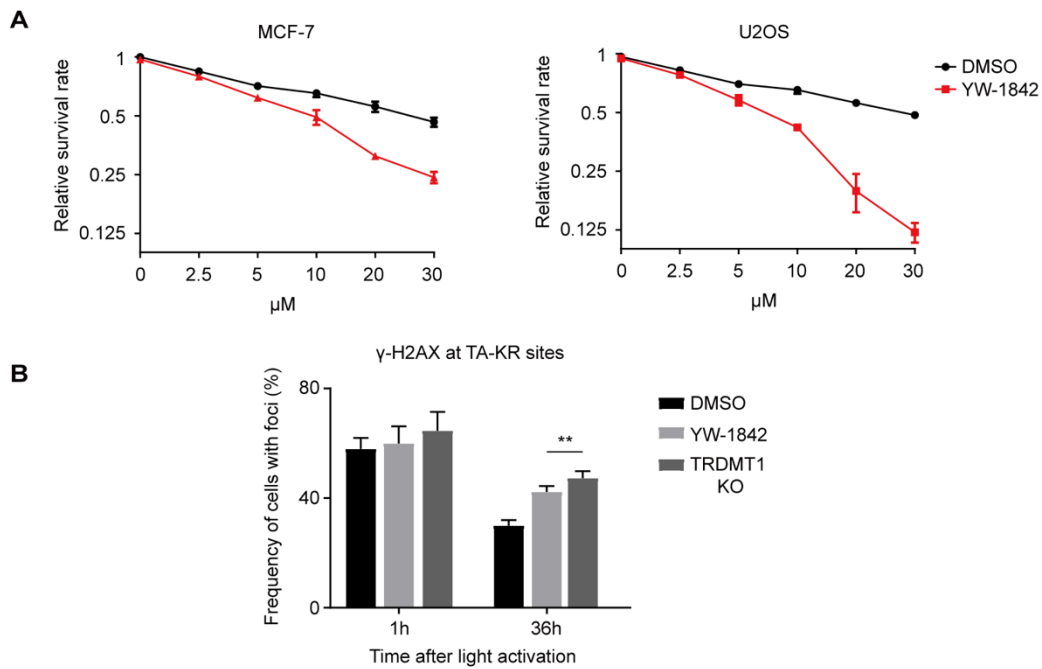 A
MCF-7
Relative survival rate
1
0.5
0.25
0.125
0 2.5 5 10 20 30
μM
U2OS
Relative survival rate
1
0.5
0.25
0.125
0 2.5 5 10 20 30
μM
DMSO
YW-1842
B
γ-H2AX at TA-KR sites
Frequency of cells with foci (%)
80
40
0
**
1h 36h
Time after light activation
DMSO
YW-1842
TRDMT1
KO